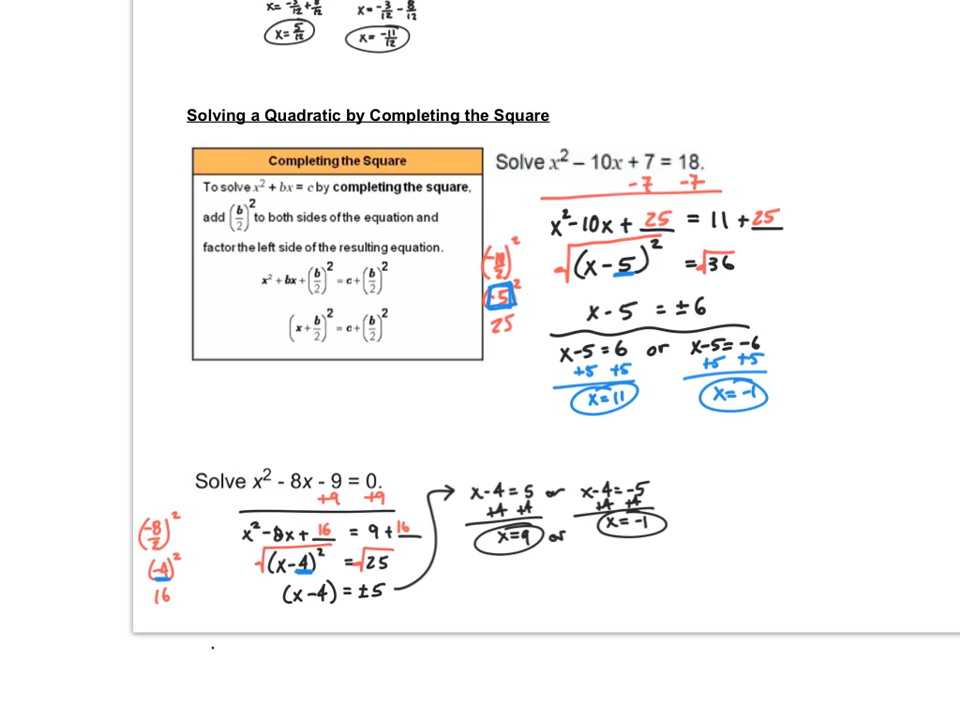 x = -3/12 + 8/12   x = -3/12 - 8/12
x = 5/12   x = -11/12
Solving a Quadratic by Completing the Square
Completing the Square
To solve x² + bx = c by completing the square,
add (b/2)² to both sides of the equation and
factor the left side of the resulting equation.
x² + bx + (b/2)² = c + (b/2)²
(x + b/2)² = c + (b/2)²
Solve x² – 10x + 7 = 18.
-7   -7
x² - 10x + 25 = 11 + 25
(-10/2)²
√(x-5)² = √36
(-5)²
25
x - 5 = ±6
x-5 = 6 or x-5 = -6
+5 +5   +5 +5
x = 11   x = -1
Solve x² - 8x - 9 = 0.
+9   +9
x² - 8x + 16 = 9 + 16
(-8/2)²
√(x-4)² = √25
(-4)²
16
(x-4) = ±5
x-4 = 5 or x-4 = -5
+4 +4   +4 +4
x = 9 or x = -1